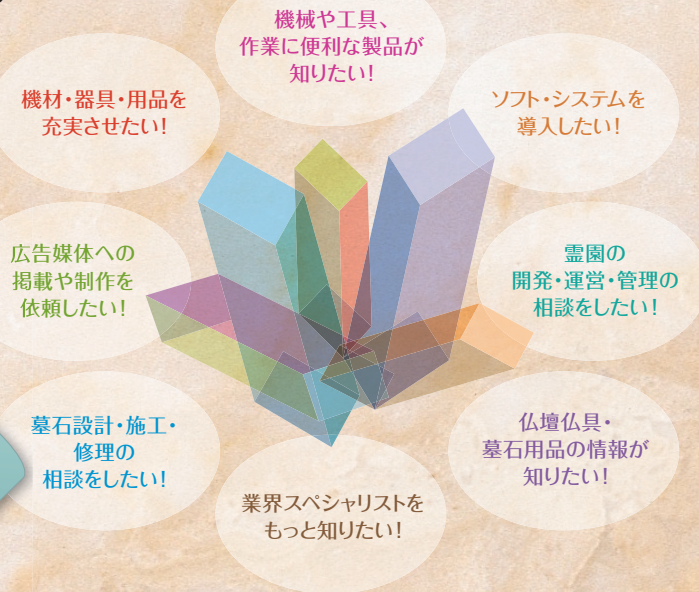 機械や工具、
作業に便利な製品が
知りたい!
機材・器具・用品を
充実させたい!
ソフト・システムを
導入したい!
広告媒体への
掲載や制作を
依頼したい!
霊園の
開発・運営・管理の
相談をしたい!
墓石設計・施工・
修理の
相談をしたい!
仏壇仏具・
墓石用品の情報が
知りたい!
業界スペシャリストを
もっと知りたい!